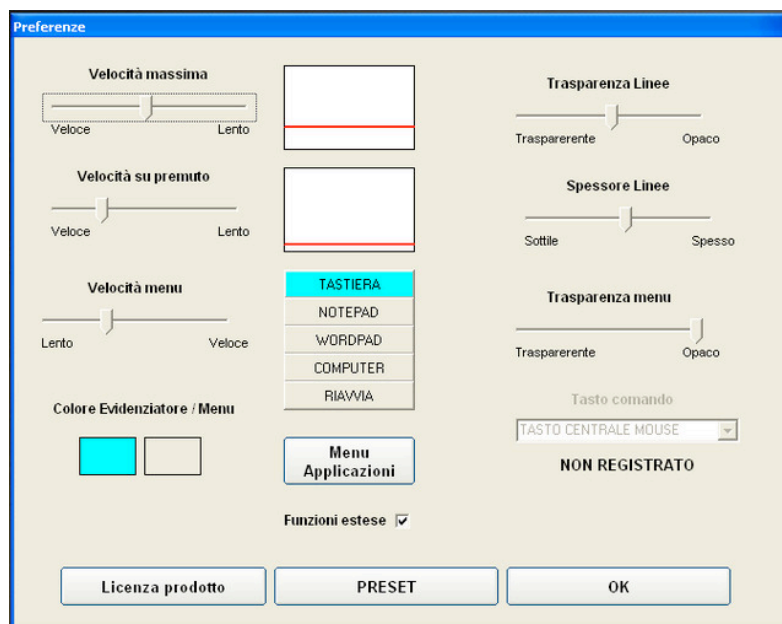 Preferenze
Velocità massima
Veloce Lento
Velocità su premuto
Veloce Lento
Velocità menu
Lento Veloce
Colore Evidenziatore / Menu
TASTIERA
NOTEPAD
WORDPAD
COMPUTER
RIAVVIA
Menu
Applicazioni
Funzioni estese
Trasparenza Linee
Trasparerente Opaco
Spessore Linee
Sottile Spesso
Trasparenza menu
Trasparerente Opaco
Tasto comando
TASTO CENTRALE MOUSE
NON REGISTRATO
Licenza prodotto
PRESET
OK